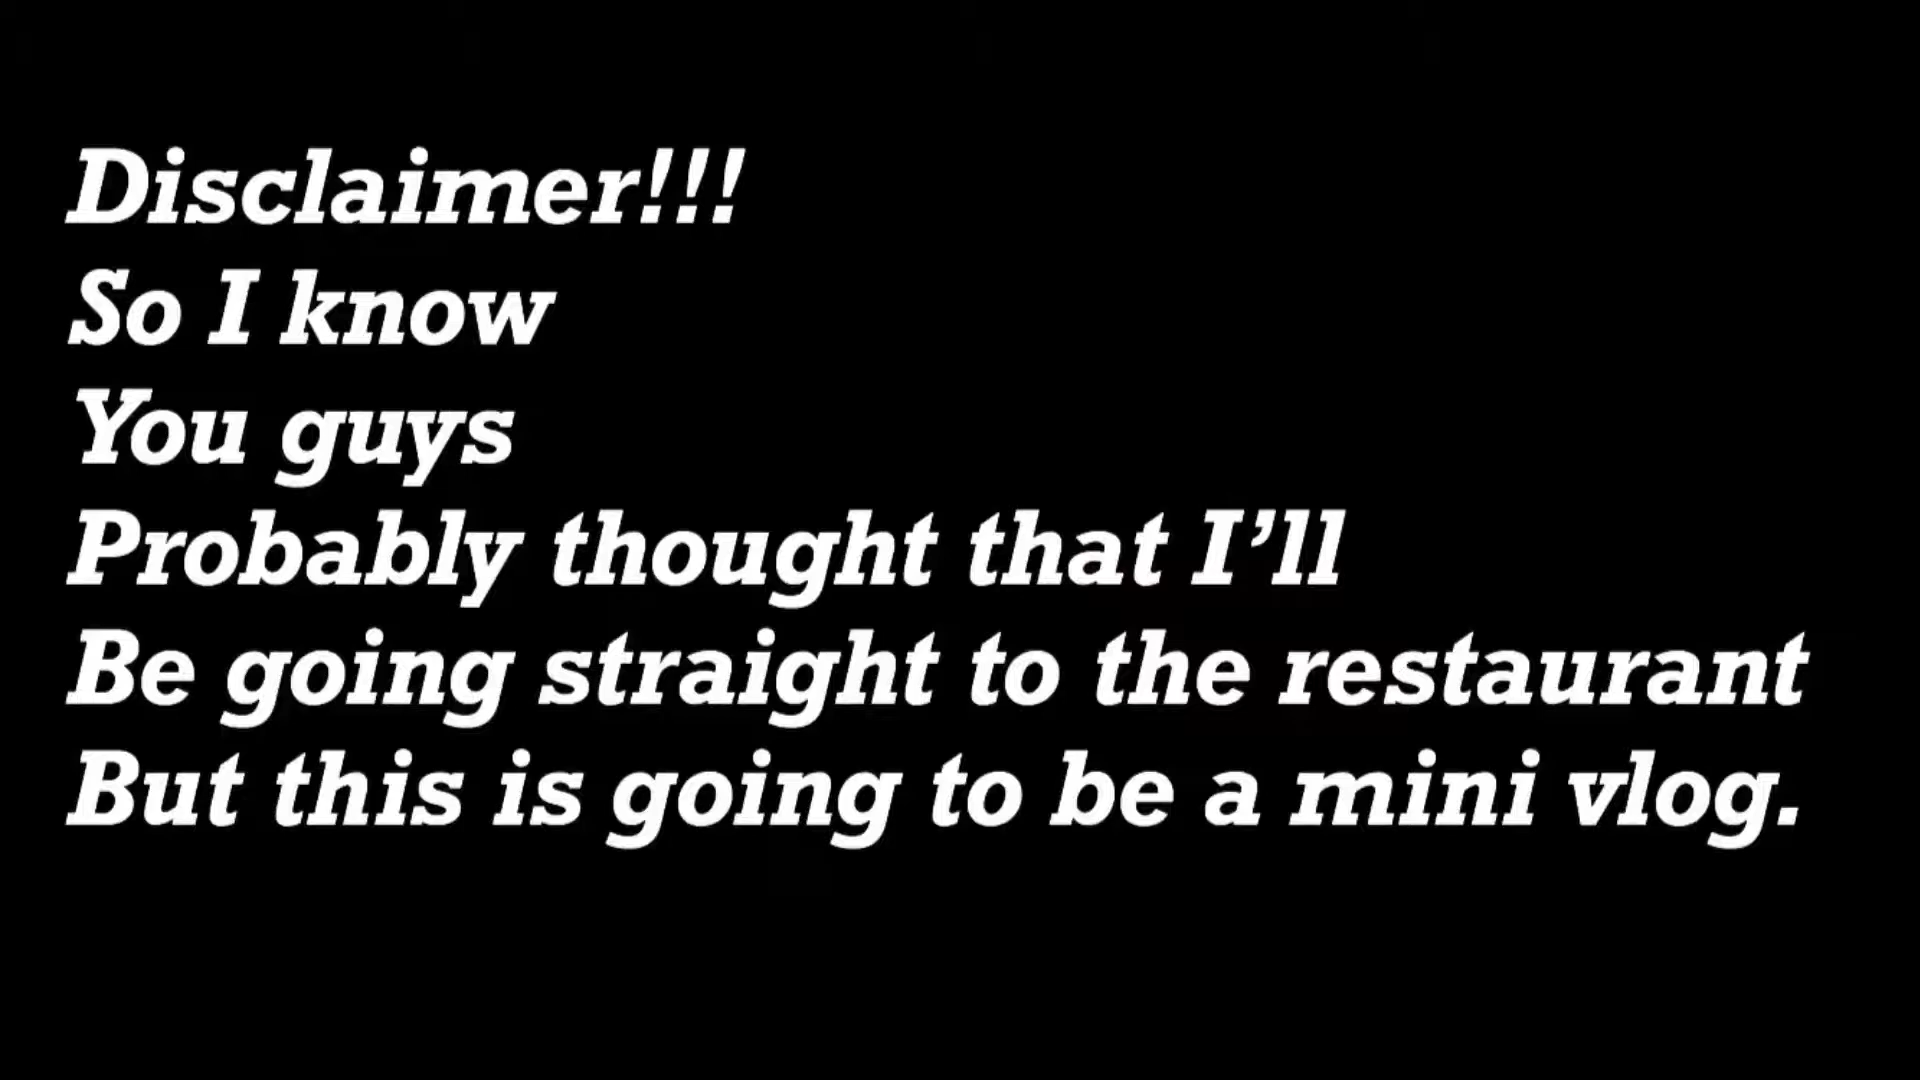 Disclaimer!!!
So I know
You guys
Probably thought that I’ll
Be going straight to the restaurant
But this is going to be a mini vlog.